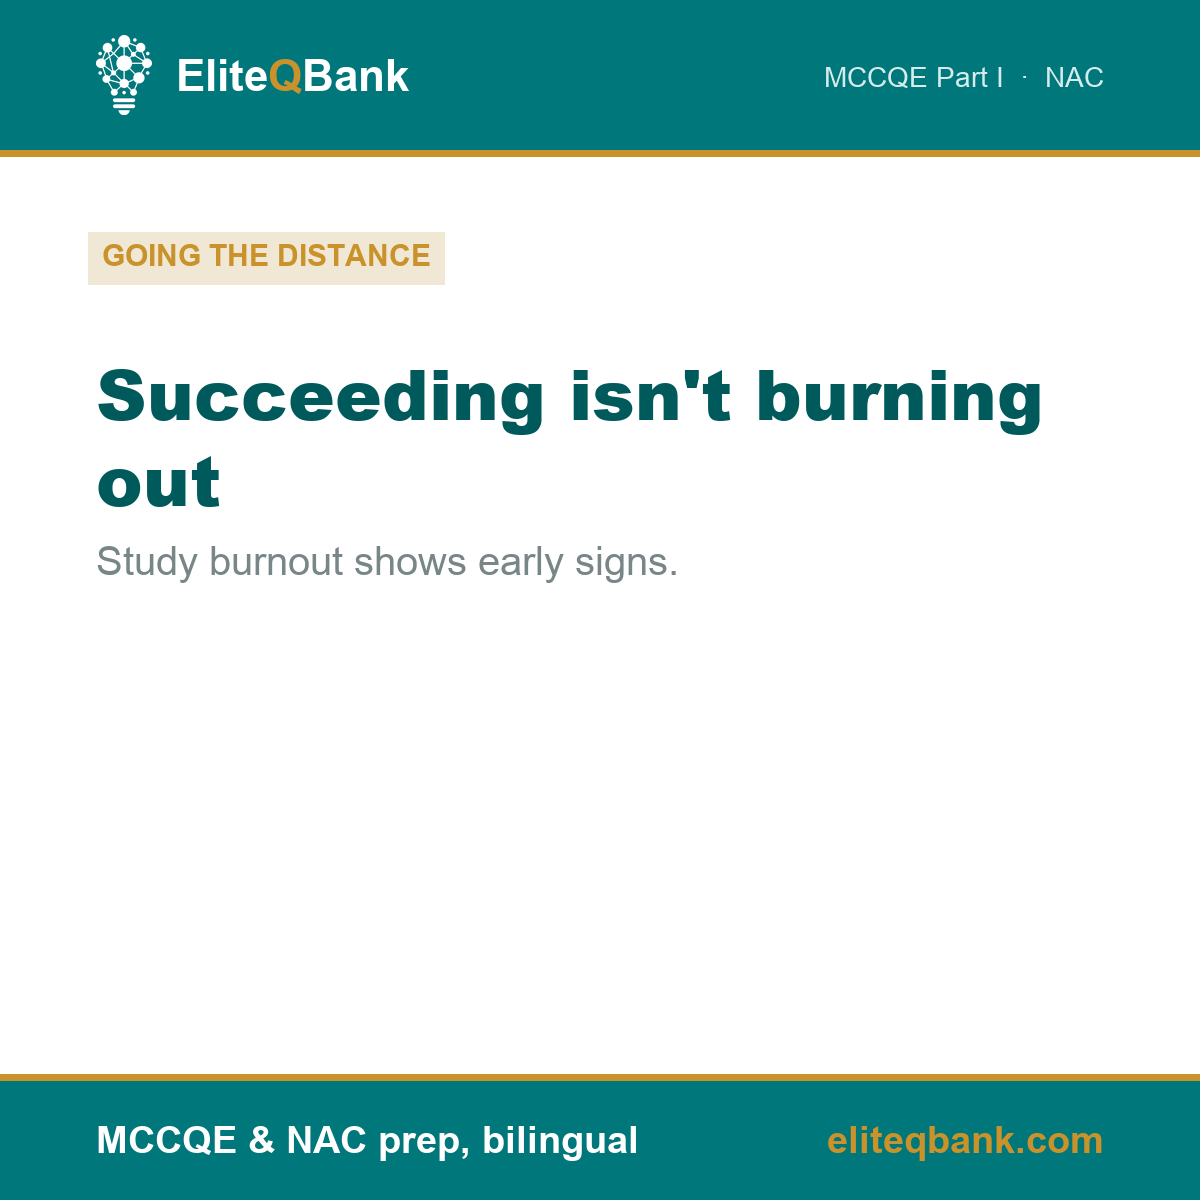 EliteQBank
MCCQE Part I · NAC
GOING THE DISTANCE
Succeeding isn't burning
out
Study burnout shows early signs.
MCCQE & NAC prep, bilingual
eliteqbank.com